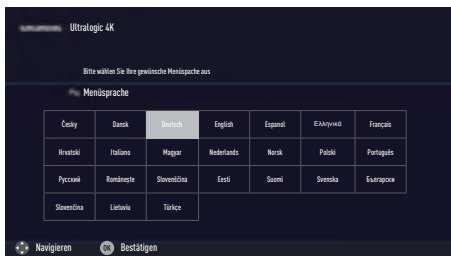 Ultralogic 4K
Bitte wählen Sie Ihre gewünsche Menüspache aus
Menüsprache
Česky Dansk Deutsch English Espanol Ελληνικά Français
Hrvatski Italiano Magyar Nederlands Norsk Polski Português
Русский Românește Slovenščina Eesti Suomi Svenska Български
Slovenčina Lietuviu Türkçe
Navigieren OK Bestätigen